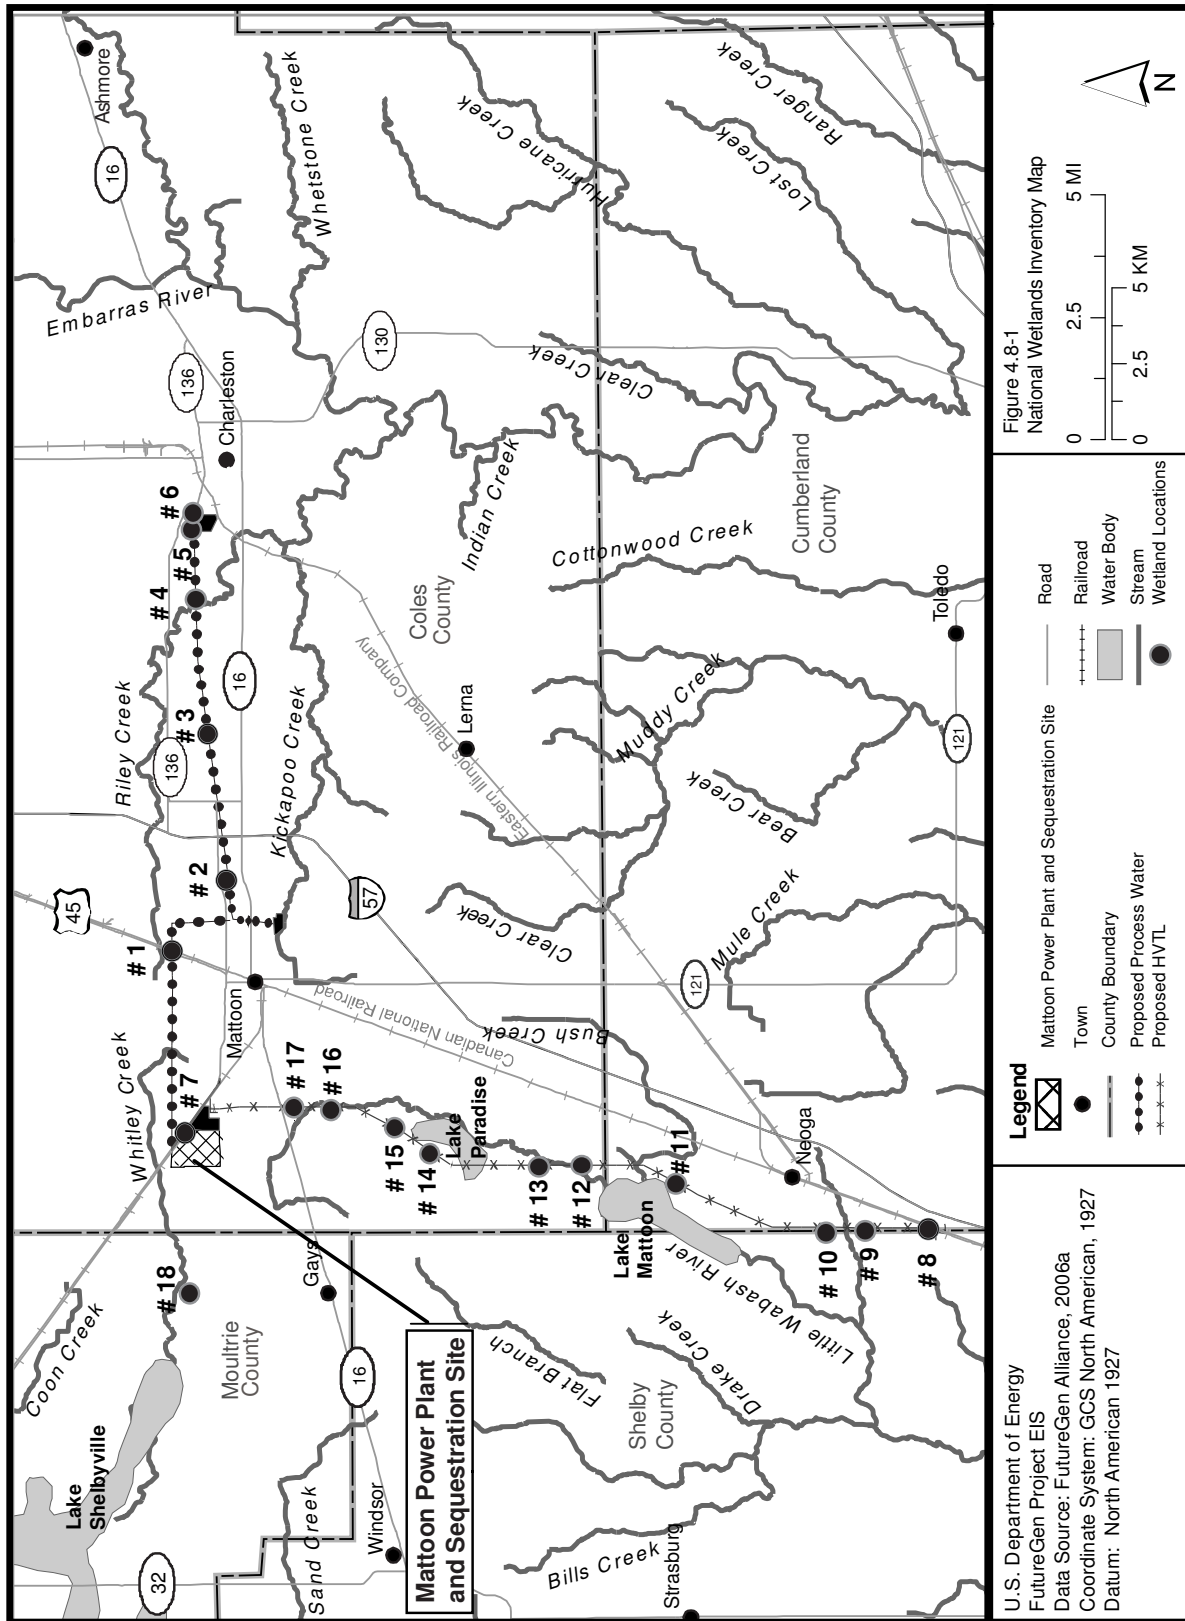 Ashmore
16
Embarras River
Whetstone Creek
Hurricane Creek
Ranger Creek
Lost Creek
136
Charleston
130
Clear Creek
# 6
# 5
# 4
Riley Creek
136
# 3
16
Kickapoo Creek
Indian Creek
Coles
County
Cottonwood Creek
Cumberland
County
Toledo
Eastern Illinois Railroad Company
Lerna
Muddy Creek
Bear Creek
121
45
# 2
57
# 1
Clear Creek
Mule Creek
121
Mattoon
Canadian National Railroad
Bush Creek
Whitley Creek
# 7
# 17
# 16
# 15
# 14
Lake
Paradise
# 13
# 12
# 11
Neoga
Lake
Mattoon
# 10
# 9
# 8
Little Wabash River
Coon Creek
# 18
Gays
Moultrie
County
16
Flat Branch
Drake Creek
Shelby
County
Lake
Shelbyville
Mattoon Power Plant
and Sequestration Site
32
Sand Creek
Windsor
Bills Creek
Strasburg
U.S. Department of Energy
FutureGen Project EIS
Data Source: FutureGen Alliance, 2006a
Coordinate System: GCS North American, 1927
Datum: North American 1927
Legend
Mattoon Power Plant and Sequestration Site
Town
County Boundary
Proposed Process Water
Proposed HVTL
Road
Railroad
Water Body
Stream
Wetland Locations
Figure 4.8-1
National Wetlands Inventory Map
0 2.5 5 MI
0 2.5 5 KM
N